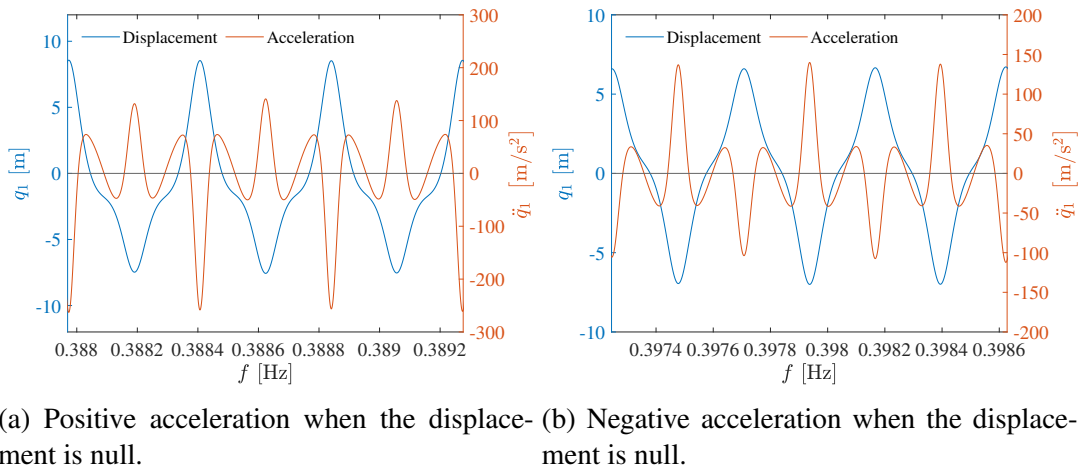 Displacement Acceleration
10
5
0
-5
-10
q₁ [m]
300
200
100
0
-100
-200
-300
q̈₁ [m/s²]
0.388 0.3882 0.3884 0.3886 0.3888 0.389 0.3892
f [Hz]
Displacement Acceleration
10
5
0
-5
-10
q₁ [m]
200
150
100
50
0
-50
-100
-150
-200
q̈₁ [m/s²]
0.3974 0.3976 0.3978 0.398 0.3982 0.3984 0.3986
f [Hz]
(a) Positive acceleration when the displace-
ment is null.
(b) Negative acceleration when the displace-
ment is null.